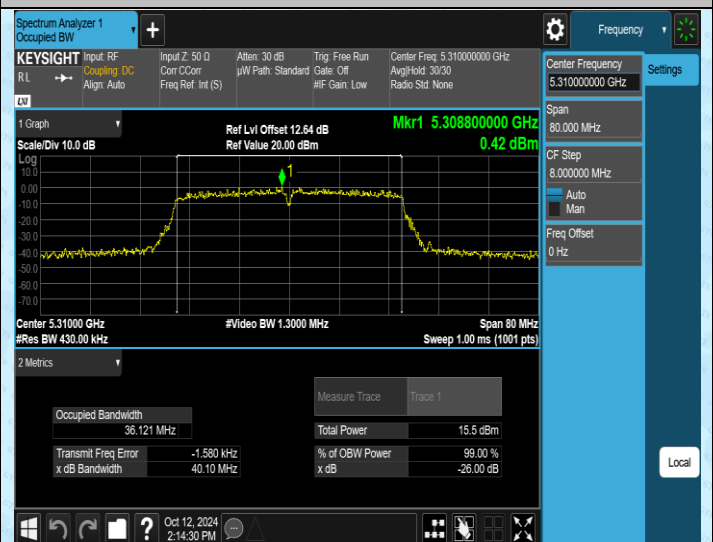 Spectrum Analyzer 1
Occupied BW
Frequency
KEYSIGHT
Input: RF
Input Z: 50 Ω
Atten: 30 dB
Trig: Free Run
Center Freq: 5.310000000 GHz
RL
Coupling: DC
Corr CCorr
µW Path: Standard
Gate: Off
Avg|Hold: 30/30
Align: Auto
Freq Ref: Int (S)
#IF Gain: Low
Radio Std: None
Center Frequency
5.310000000 GHz
Settings
Span
80.000 MHz
CF Step
8.000000 MHz
Auto
Man
Freq Offset
0 Hz
1 Graph
Ref Lvl Offset 12.64 dB
Mkr1 5.308800000 GHz
Scale/Div 10.0 dB
Ref Value 20.00 dBm
0.42 dBm
Log
10.0
0.00
-10.0
-20.0
-30.0
-40.0
-50.0
-60.0
-70.0
1
Center 5.31000 GHz
#Video BW 1.3000 MHz
Span 80 MHz
#Res BW 430.00 kHz
Sweep 1.00 ms (1001 pts)
2 Metrics
Measure Trace
Trace 1
Occupied Bandwidth
36.121 MHz
Total Power
15.5 dBm
Transmit Freq Error
-1.580 kHz
% of OBW Power
99.00 %
x dB Bandwidth
40.10 MHz
x dB
-26.00 dB
Local
Oct 12, 2024
2:14:30 PM